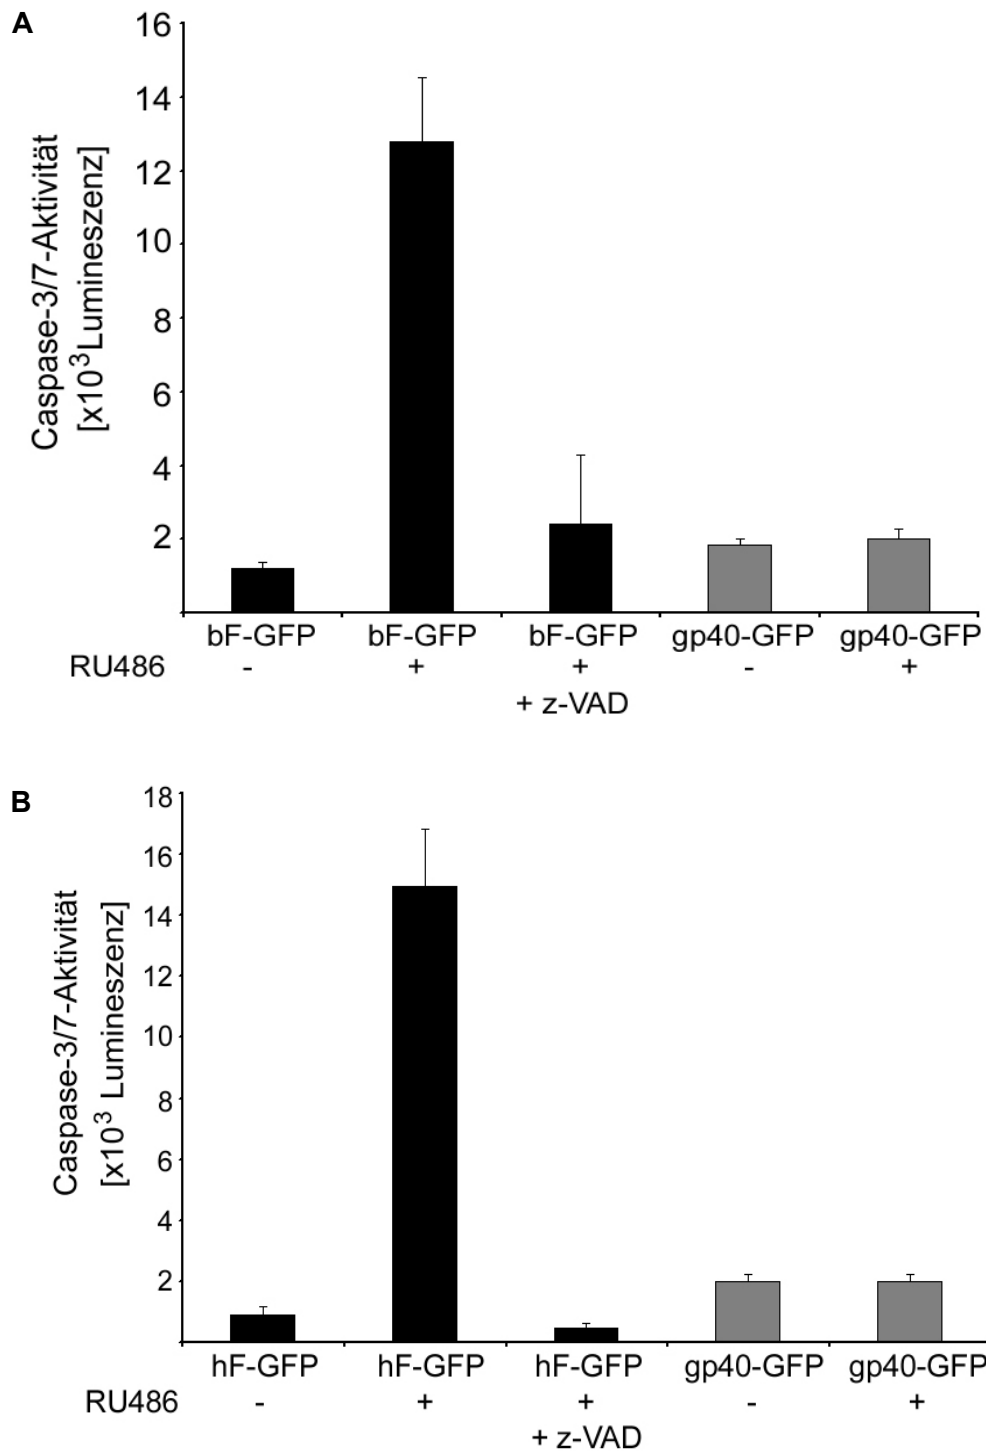 A
Caspase-3/7-Aktivität
[x10³Lumineszenz]
16
14
12
10
8
6
4
2
bF-GFP bF-GFP bF-GFP gp40-GFP gp40-GFP
RU486 - + + - +
+ z-VAD
B
Caspase-3/7-Aktivität
[x10³ Lumineszenz]
18
16
14
12
10
8
6
4
2
hF-GFP hF-GFP hF-GFP gp40-GFP gp40-GFP
RU486 - + + - +
+ z-VAD